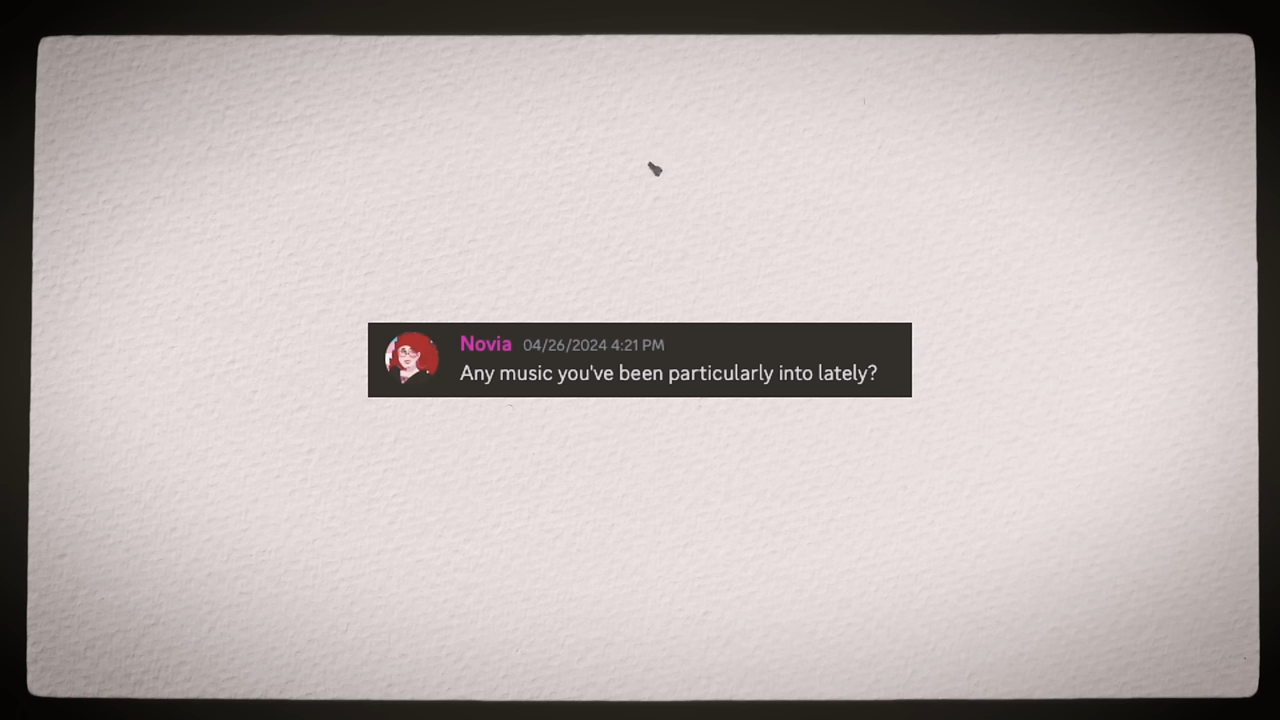 Novia 04/26/2024 4:21 PM
Any music you've been particularly into lately?